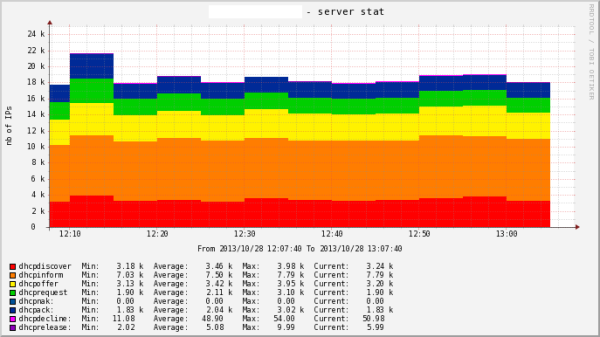 - server stat
24 k
22 k
20 k
18 k
16 k
14 k
12 k
10 k
8 k
6 k
4 k
2 k
0
nb of IPs
12:10 12:20 12:30 12:40 12:50 13:00
From 2013/10/28 12:07:40 To 2013/10/28 13:07:40
dhcpdiscover Min: 3.18 k Average: 3.46 k Max: 3.98 k Current: 3.24 k
dhcpinform Min: 7.03 k Average: 7.50 k Max: 7.79 k Current: 7.79 k
dhcpoffer Min: 3.13 k Average: 3.42 k Max: 3.95 k Current: 3.20 k
dhcprequest Min: 1.90 k Average: 2.11 k Max: 3.10 k Current: 1.90 k
dhcpnak: Min: 0.00 Average: 0.00 Max: 0.00 Current: 0.00
dhcpack: Min: 1.83 k Average: 2.04 k Max: 3.02 k Current: 1.83 k
dhcpdecline: Min: 11.08 Average: 48.90 Max: 54.00 Current: 50.98
dhcprelease: Min: 2.02 Average: 5.08 Max: 9.99 Current: 5.99
RRDTOOL / TOBI OETIKER